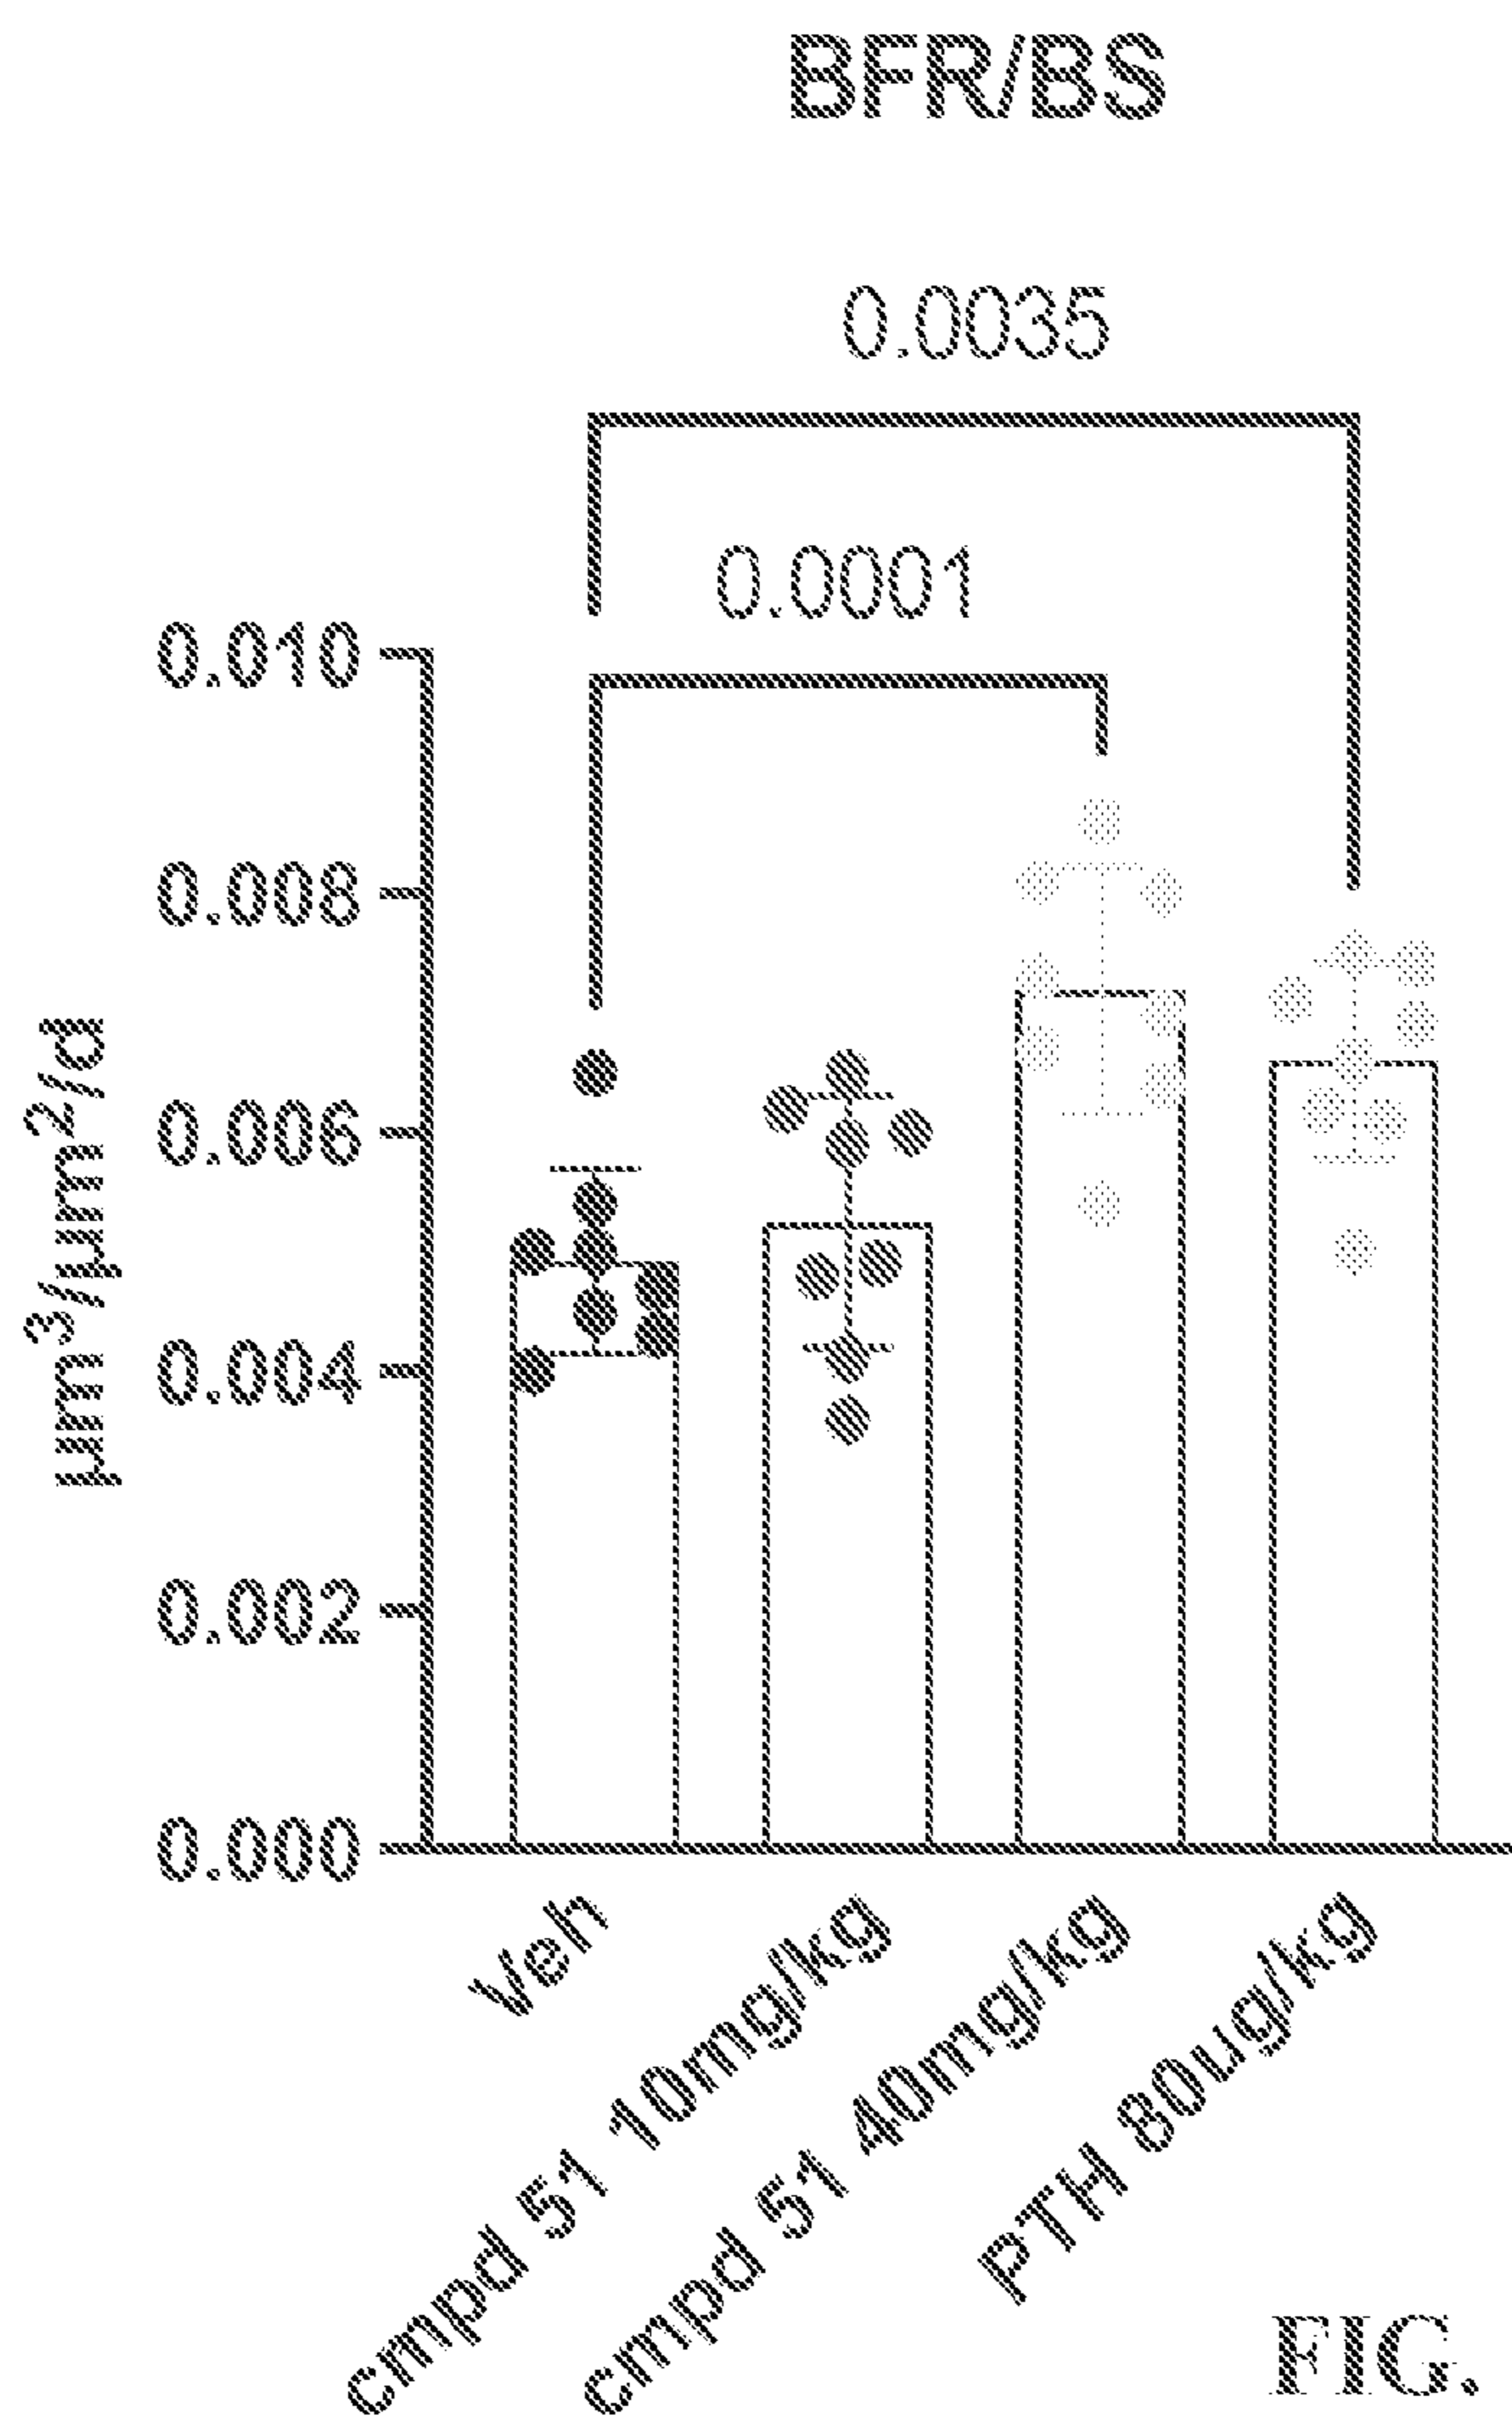 BFR/BS
0.0035
0.0001
0.010
0.008
0.006
0.004
0.002
0.000
µm³/µm²/d
Veh
cmpd 51 10mg/kg
cmpd 51 40mg/kg
PTH 80ug/kg
FIG.